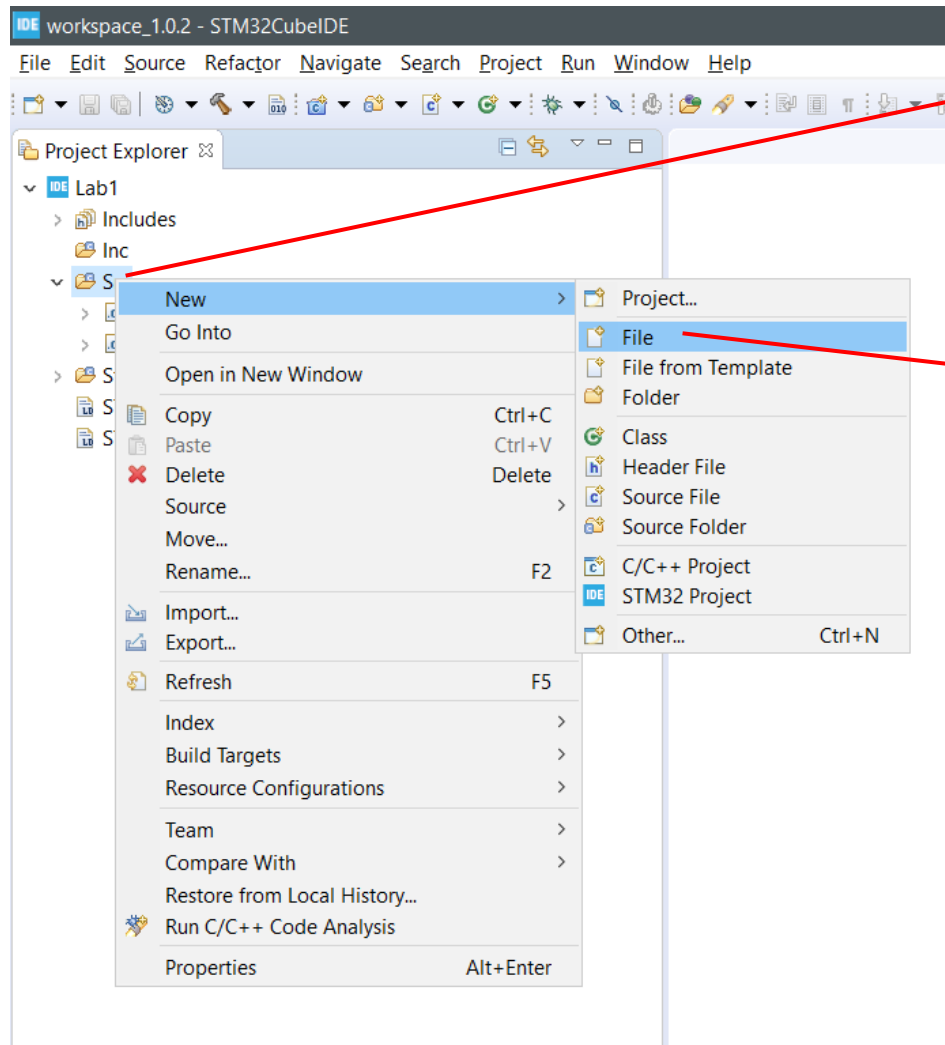 IDE workspace_1.0.2 - STM32CubeIDE
File Edit Source Refactor Navigate Search Project Run Window Help
Project Explorer
IDE Lab1
Includes
Inc
S
S
S
S
New
Go Into
Open in New Window
Copy Ctrl+C
Paste Ctrl+V
Delete Delete
Source
Move...
Rename... F2
Import...
Export...
Refresh F5
Index
Build Targets
Resource Configurations
Team
Compare With
Restore from Local History...
Run C/C++ Code Analysis
Properties Alt+Enter
Project...
File
File from Template
Folder
Class
Header File
Source File
Source Folder
C/C++ Project
IDE STM32 Project
Other... Ctrl+N